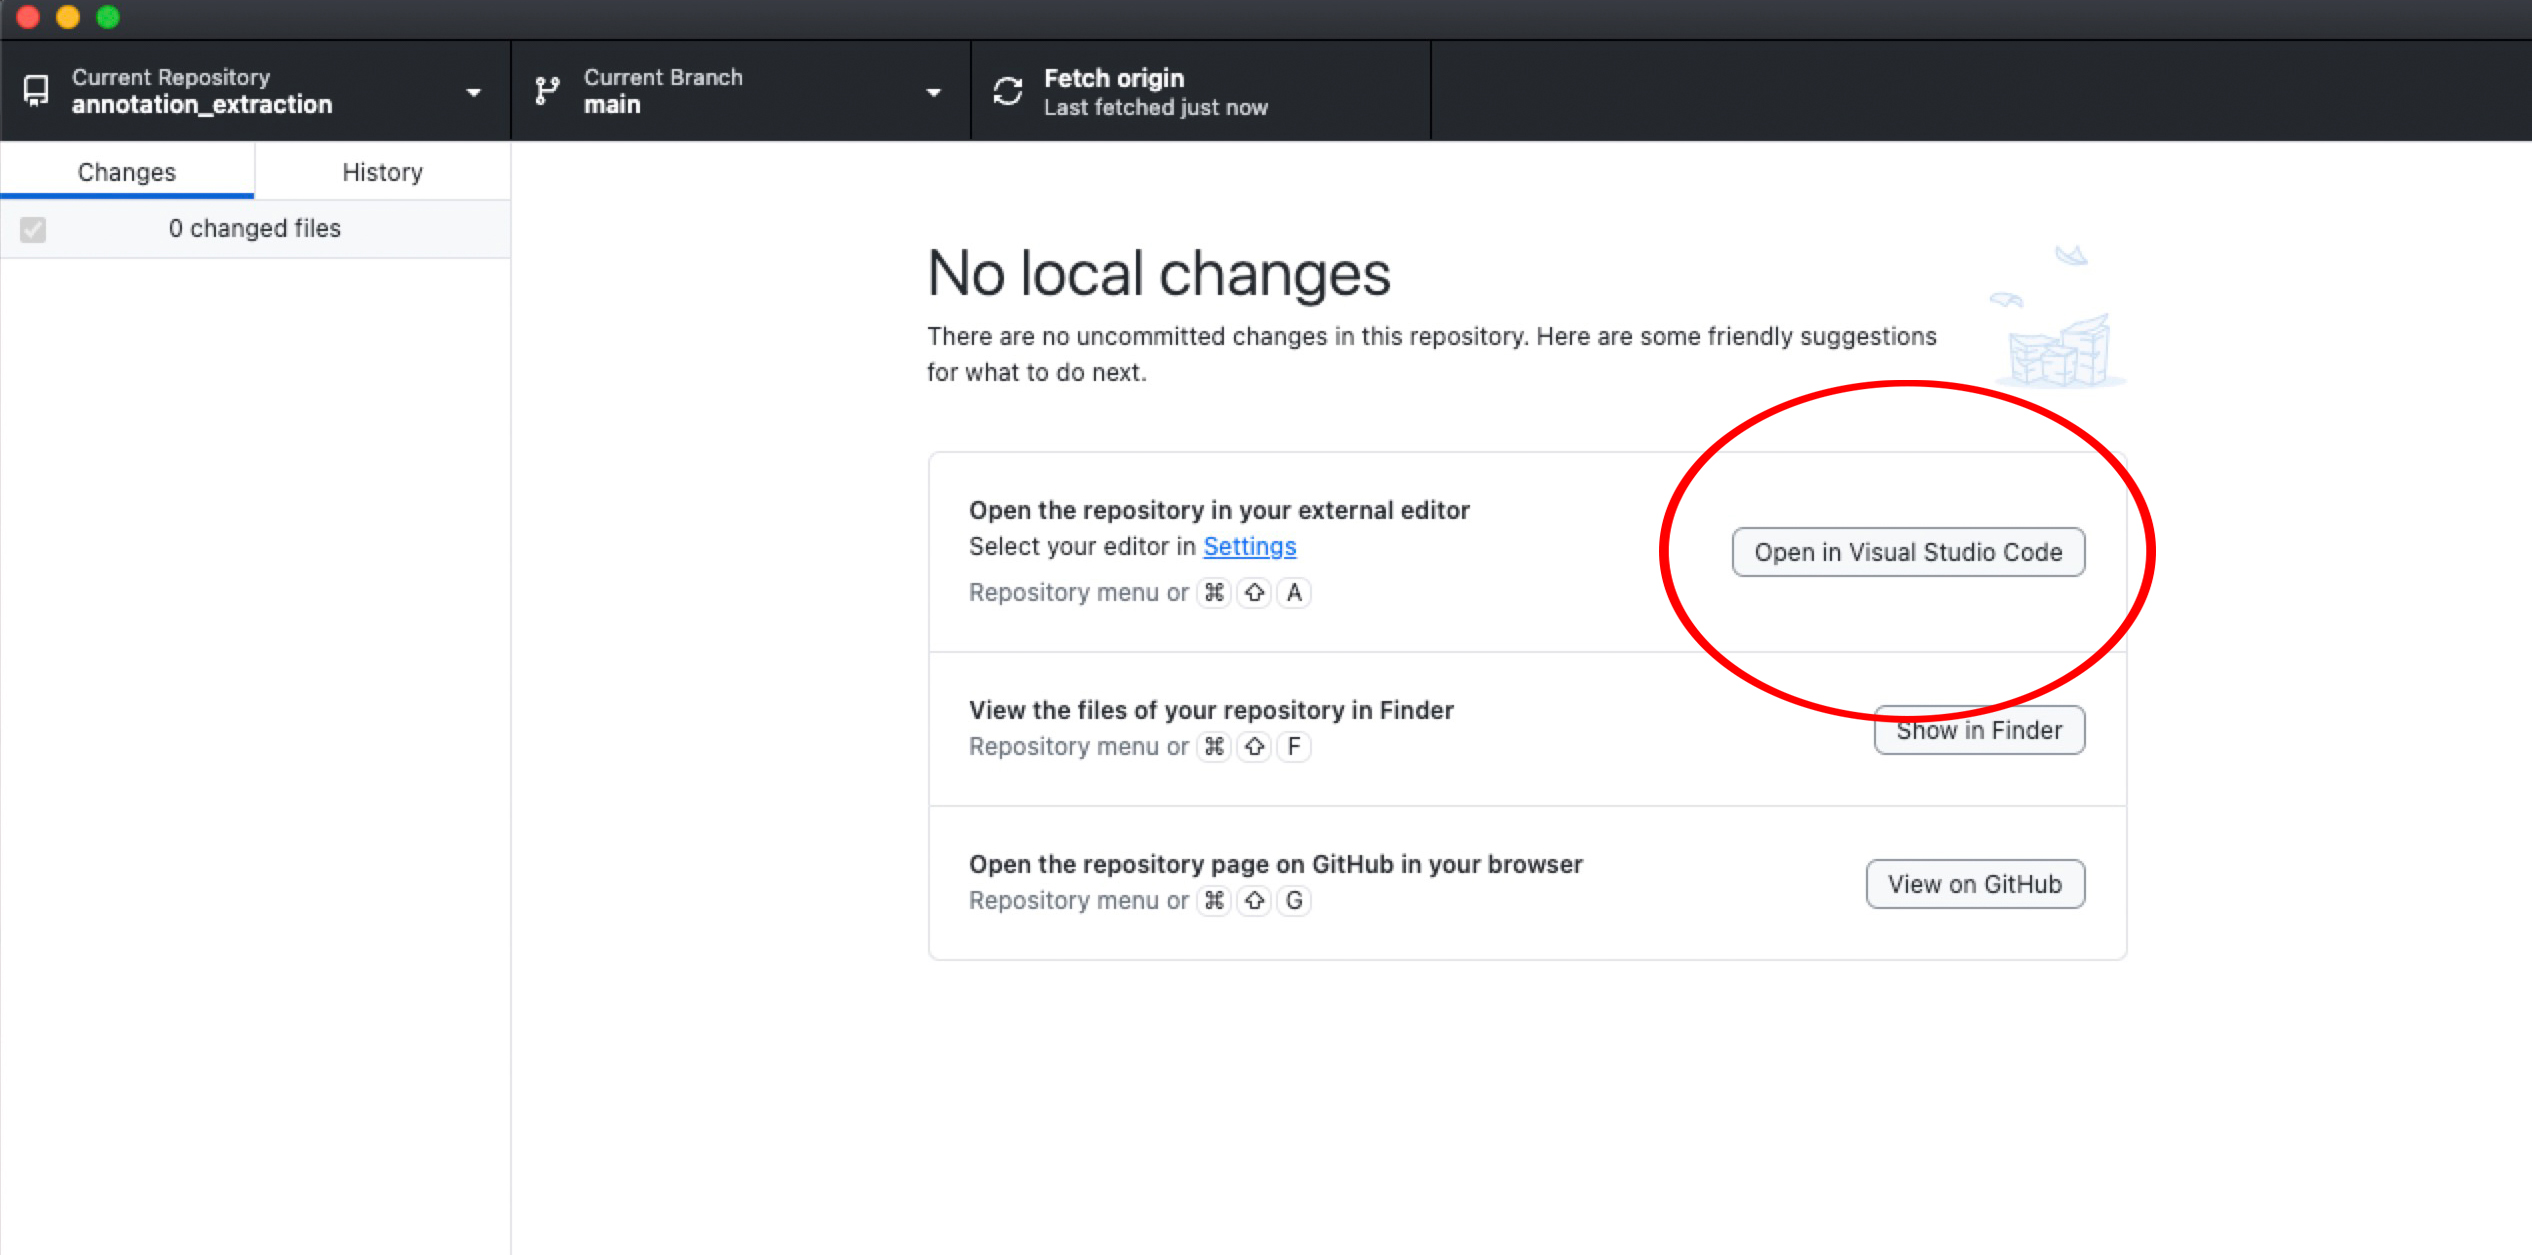 Current Repository
annotation_extraction
Current Branch
main
Fetch origin
Last fetched just now
Changes
History
0 changed files
No local changes
There are no uncommitted changes in this repository. Here are some friendly suggestions
for what to do next.
Open the repository in your external editor
Select your editor in Settings
Repository menu or ⌘ ⇧ A
Open in Visual Studio Code
View the files of your repository in Finder
Repository menu or ⌘ ⇧ F
Show in Finder
Open the repository page on GitHub in your browser
Repository menu or ⌘ ⇧ G
View on GitHub